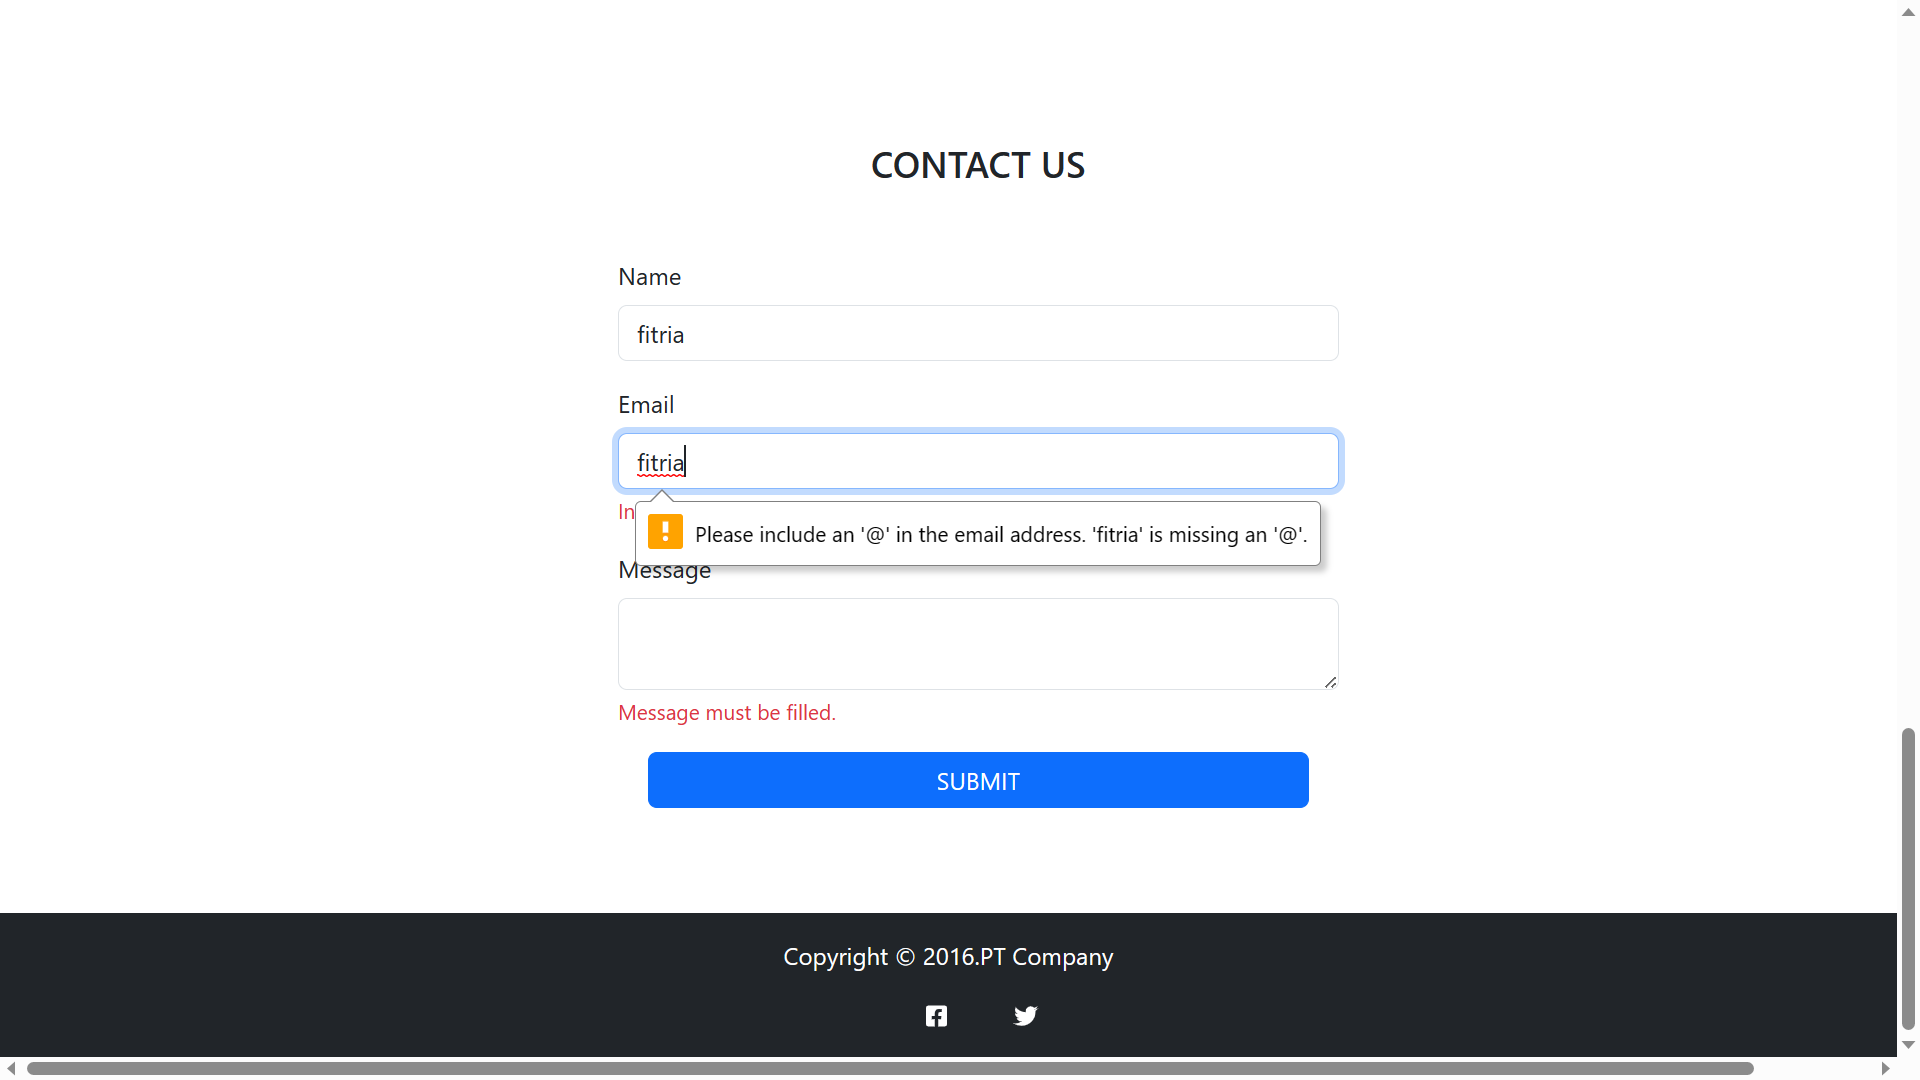 CONTACT US
Name
fitria
Email
fitria
In
Please include an '@' in the email address. 'fitria' is missing an '@'.
Message
Message must be filled.
SUBMIT
Copyright © 2016.PT Company